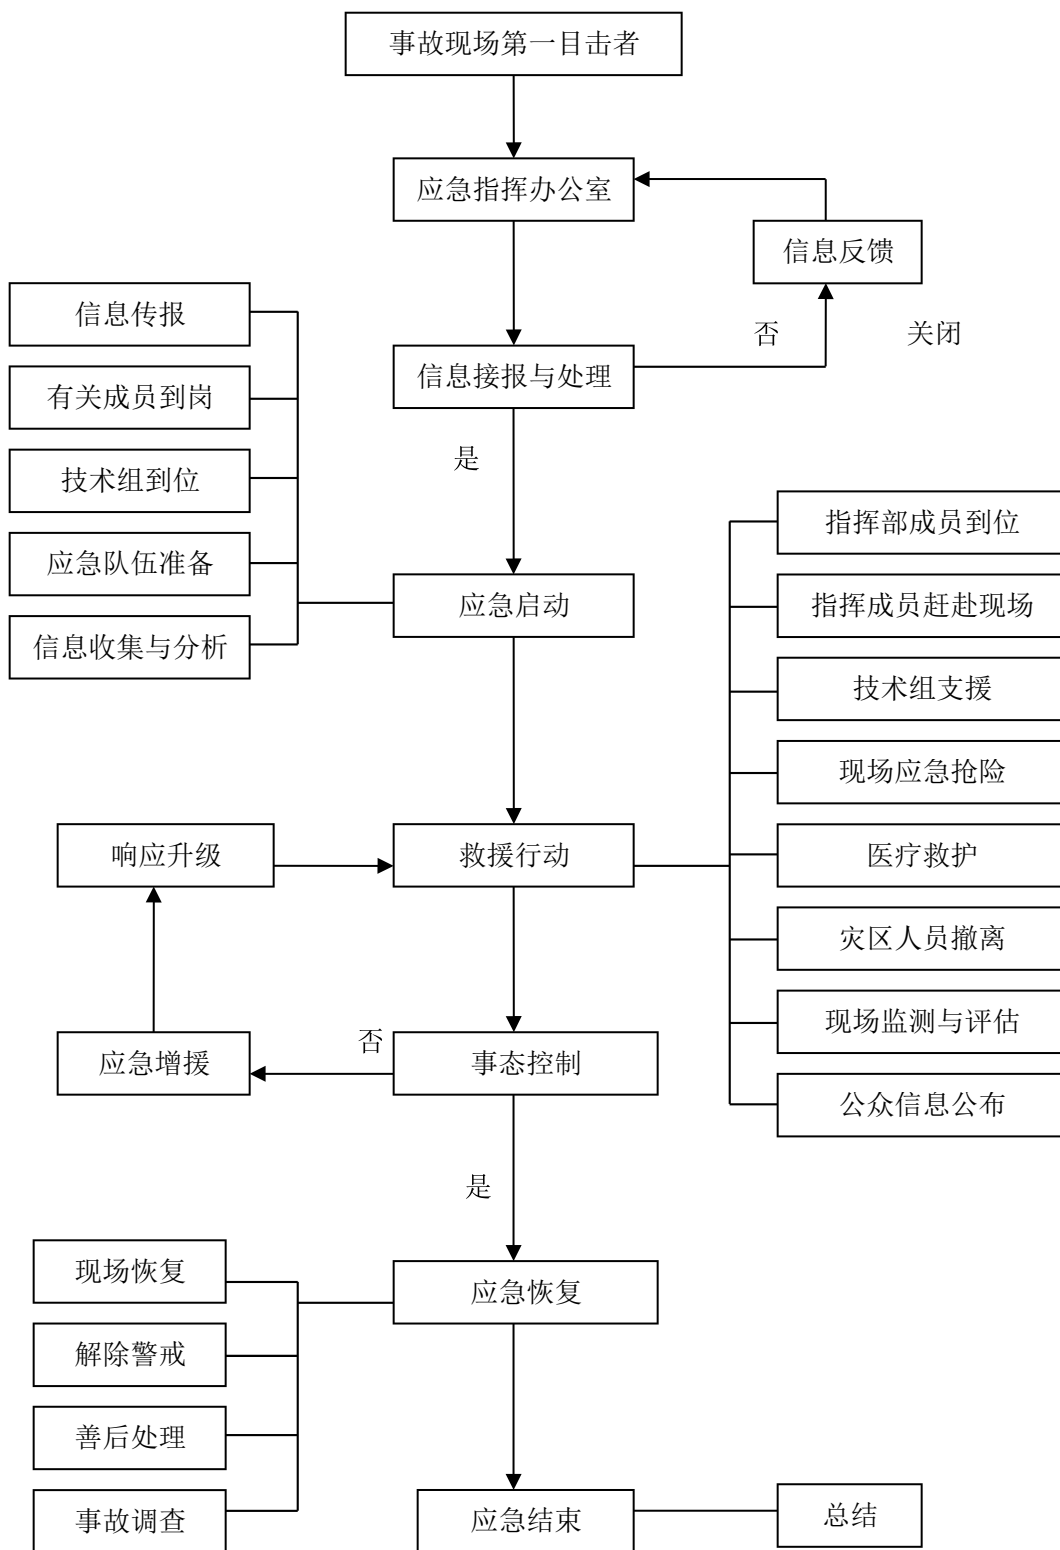 事故现场第一目击者
应急指挥办公室
信息反馈
信息传报
否
关闭
信息接报与处理
有关成员到岗
是
技术组到位
指挥部成员到位
应急队伍准备
应急启动
指挥成员赶赴现场
信息收集与分析
技术组支援
现场应急抢险
响应升级
救援行动
医疗救护
灾区人员撤离
现场监测与评估
否
应急增援
事态控制
公众信息公布
是
现场恢复
应急恢复
解除警戒
善后处理
事故调查
应急结束
总结